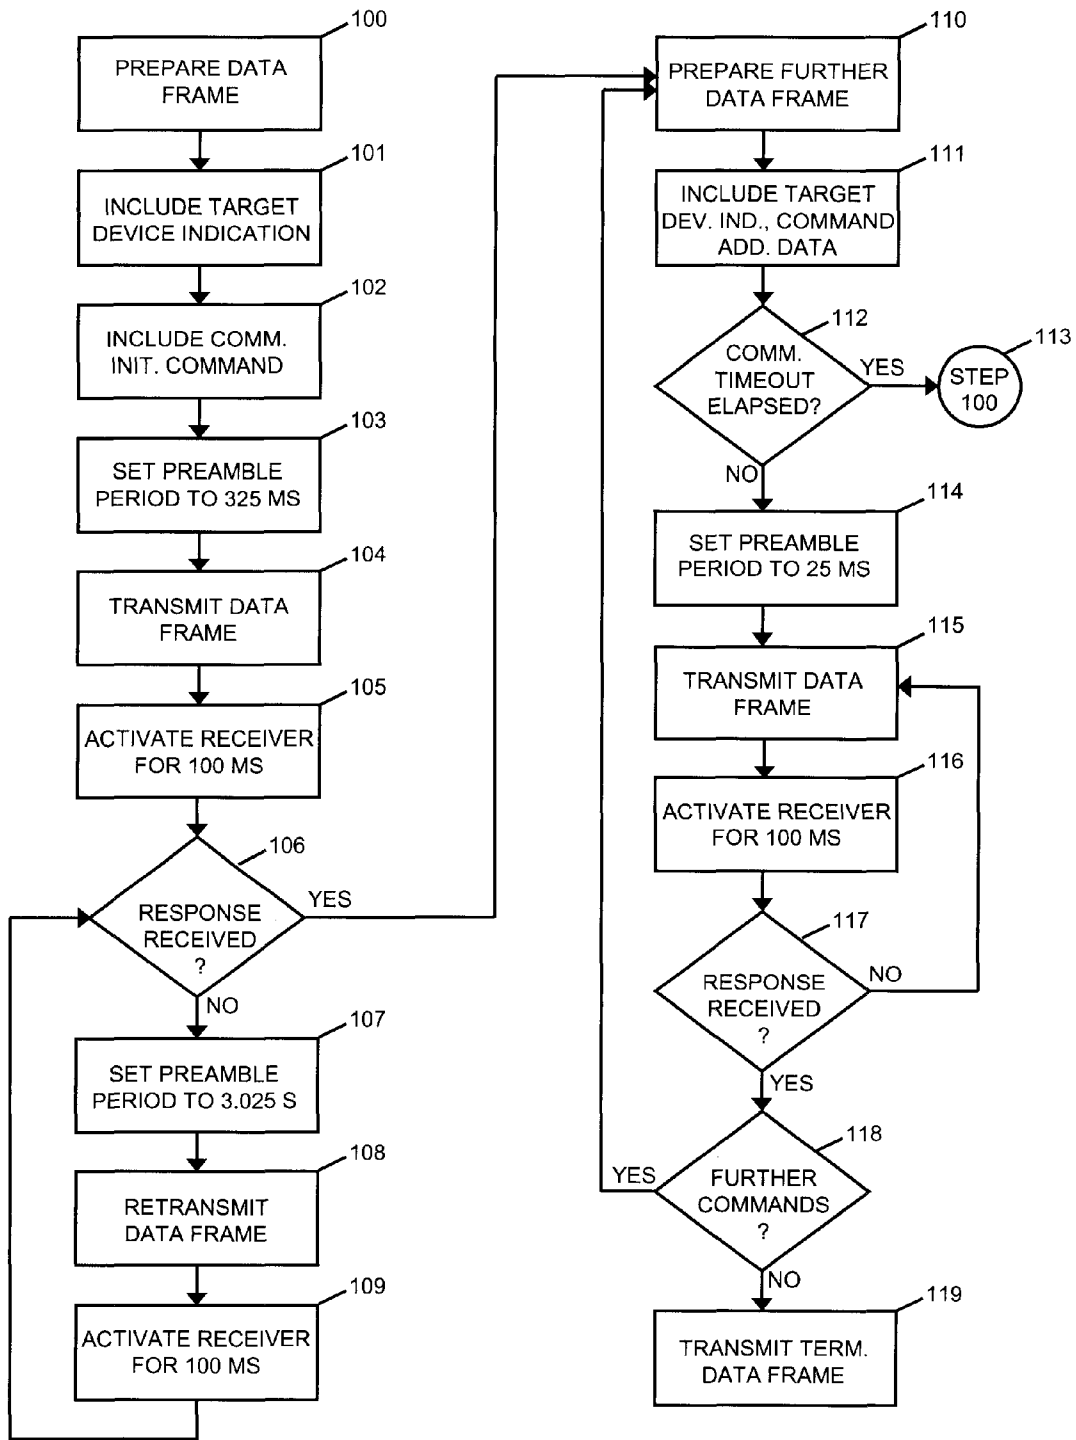 100
PREPARE DATA
FRAME
101
INCLUDE TARGET
DEVICE INDICATION
102
INCLUDE COMM.
INIT. COMMAND
103
SET PREAMBLE
PERIOD TO 325 MS
104
TRANSMIT DATA
FRAME
105
ACTIVATE RECEIVER
FOR 100 MS
106
RESPONSE
RECEIVED
?
YES
NO
107
SET PREAMBLE
PERIOD TO 3.025 S
108
RETRANSMIT
DATA FRAME
109
ACTIVATE RECEIVER
FOR 100 MS
110
PREPARE FURTHER
DATA FRAME
111
INCLUDE TARGET
DEV. IND., COMMAND
ADD. DATA
112
COMM.
TIMEOUT
ELAPSED?
YES
113
STEP
100
NO
114
SET PREAMBLE
PERIOD TO 25 MS
115
TRANSMIT DATA
FRAME
116
ACTIVATE RECEIVER
FOR 100 MS
117
RESPONSE
RECEIVED
?
NO
YES
118
FURTHER
COMMANDS
?
YES
NO
119
TRANSMIT TERM.
DATA FRAME